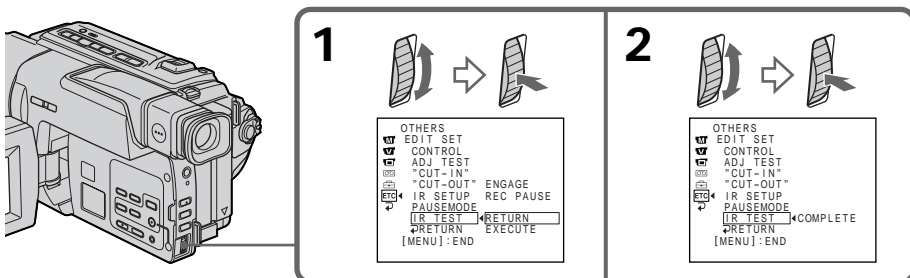 1
OTHERS
EDIT SET
CONTROL
ADJ TEST
"CUT-IN"
"CUT-OUT" ENGAGE
ETC IR SETUP REC PAUSE
PAUSEMODE
IR TEST RETURN
RETURN EXECUTE
[MENU]:END
2
OTHERS
EDIT SET
CONTROL
ADJ TEST
"CUT-IN"
"CUT-OUT"
ETC IR SETUP
PAUSEMODE
IR TEST COMPLETE
RETURN
[MENU]:END